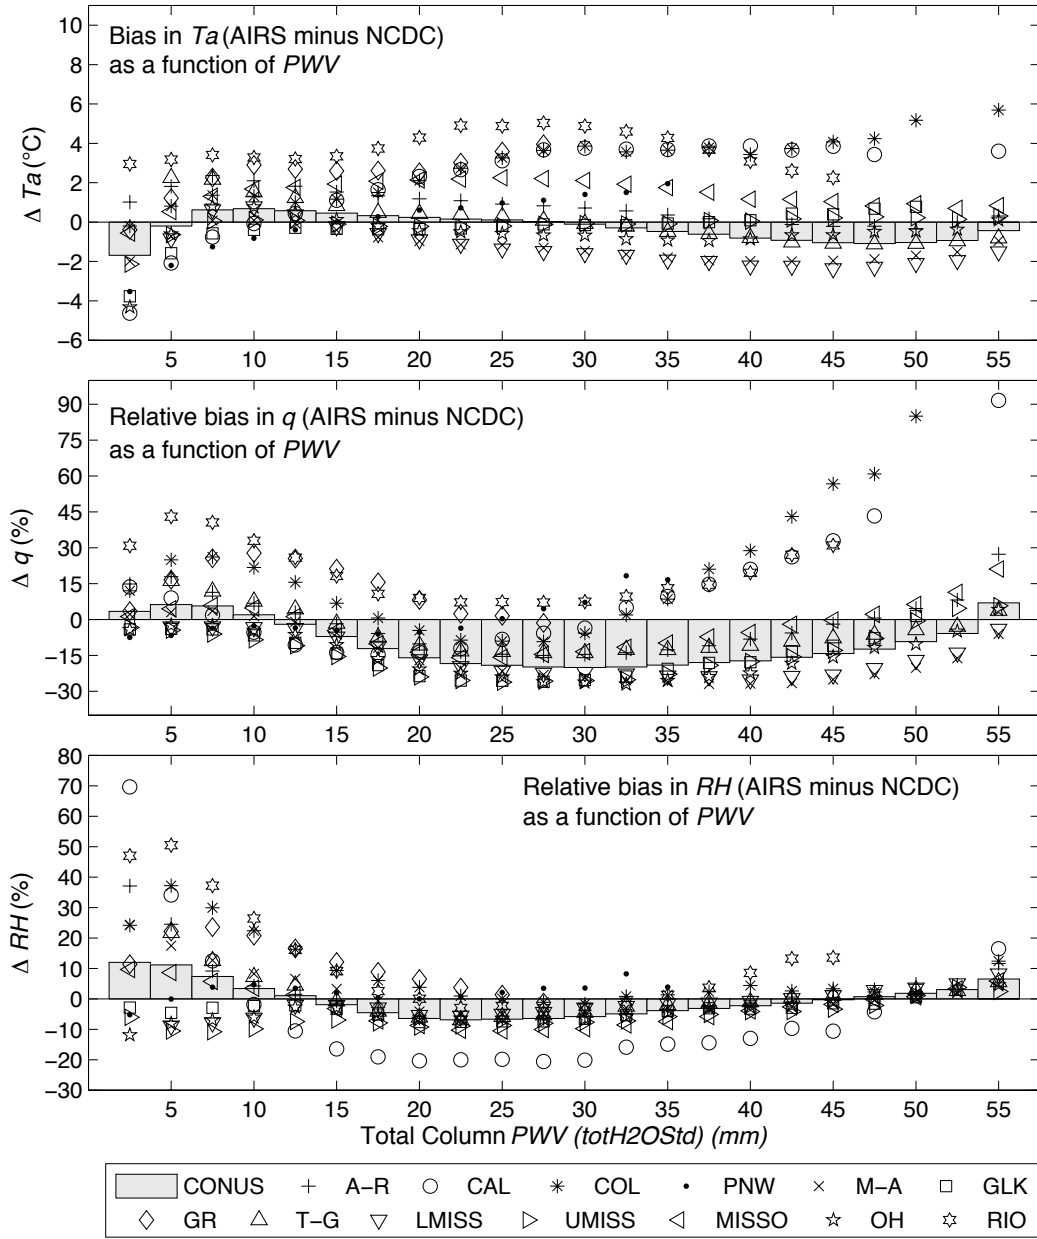 Bias in Ta (AIRS minus NCDC)
as a function of PWV
Δ Ta (°C)
10
8
6
4
2
0
−2
−4
−6
5 10 15 20 25 30 35 40 45 50 55
Relative bias in q (AIRS minus NCDC)
as a function of PWV
Δ q (%)
90
75
60
45
30
15
0
−15
−30
5 10 15 20 25 30 35 40 45 50 55
Relative bias in RH (AIRS minus NCDC)
as a function of PWV
Δ RH (%)
80
70
60
50
40
30
20
10
0
−10
−20
−30
5 10 15 20 25 30 35 40 45 50 55
Total Column PWV (totH2OStd) (mm)
CONUS A−R CAL COL PNW M−A GLK
GR T−G LMISS UMISS MISSO OH RIO